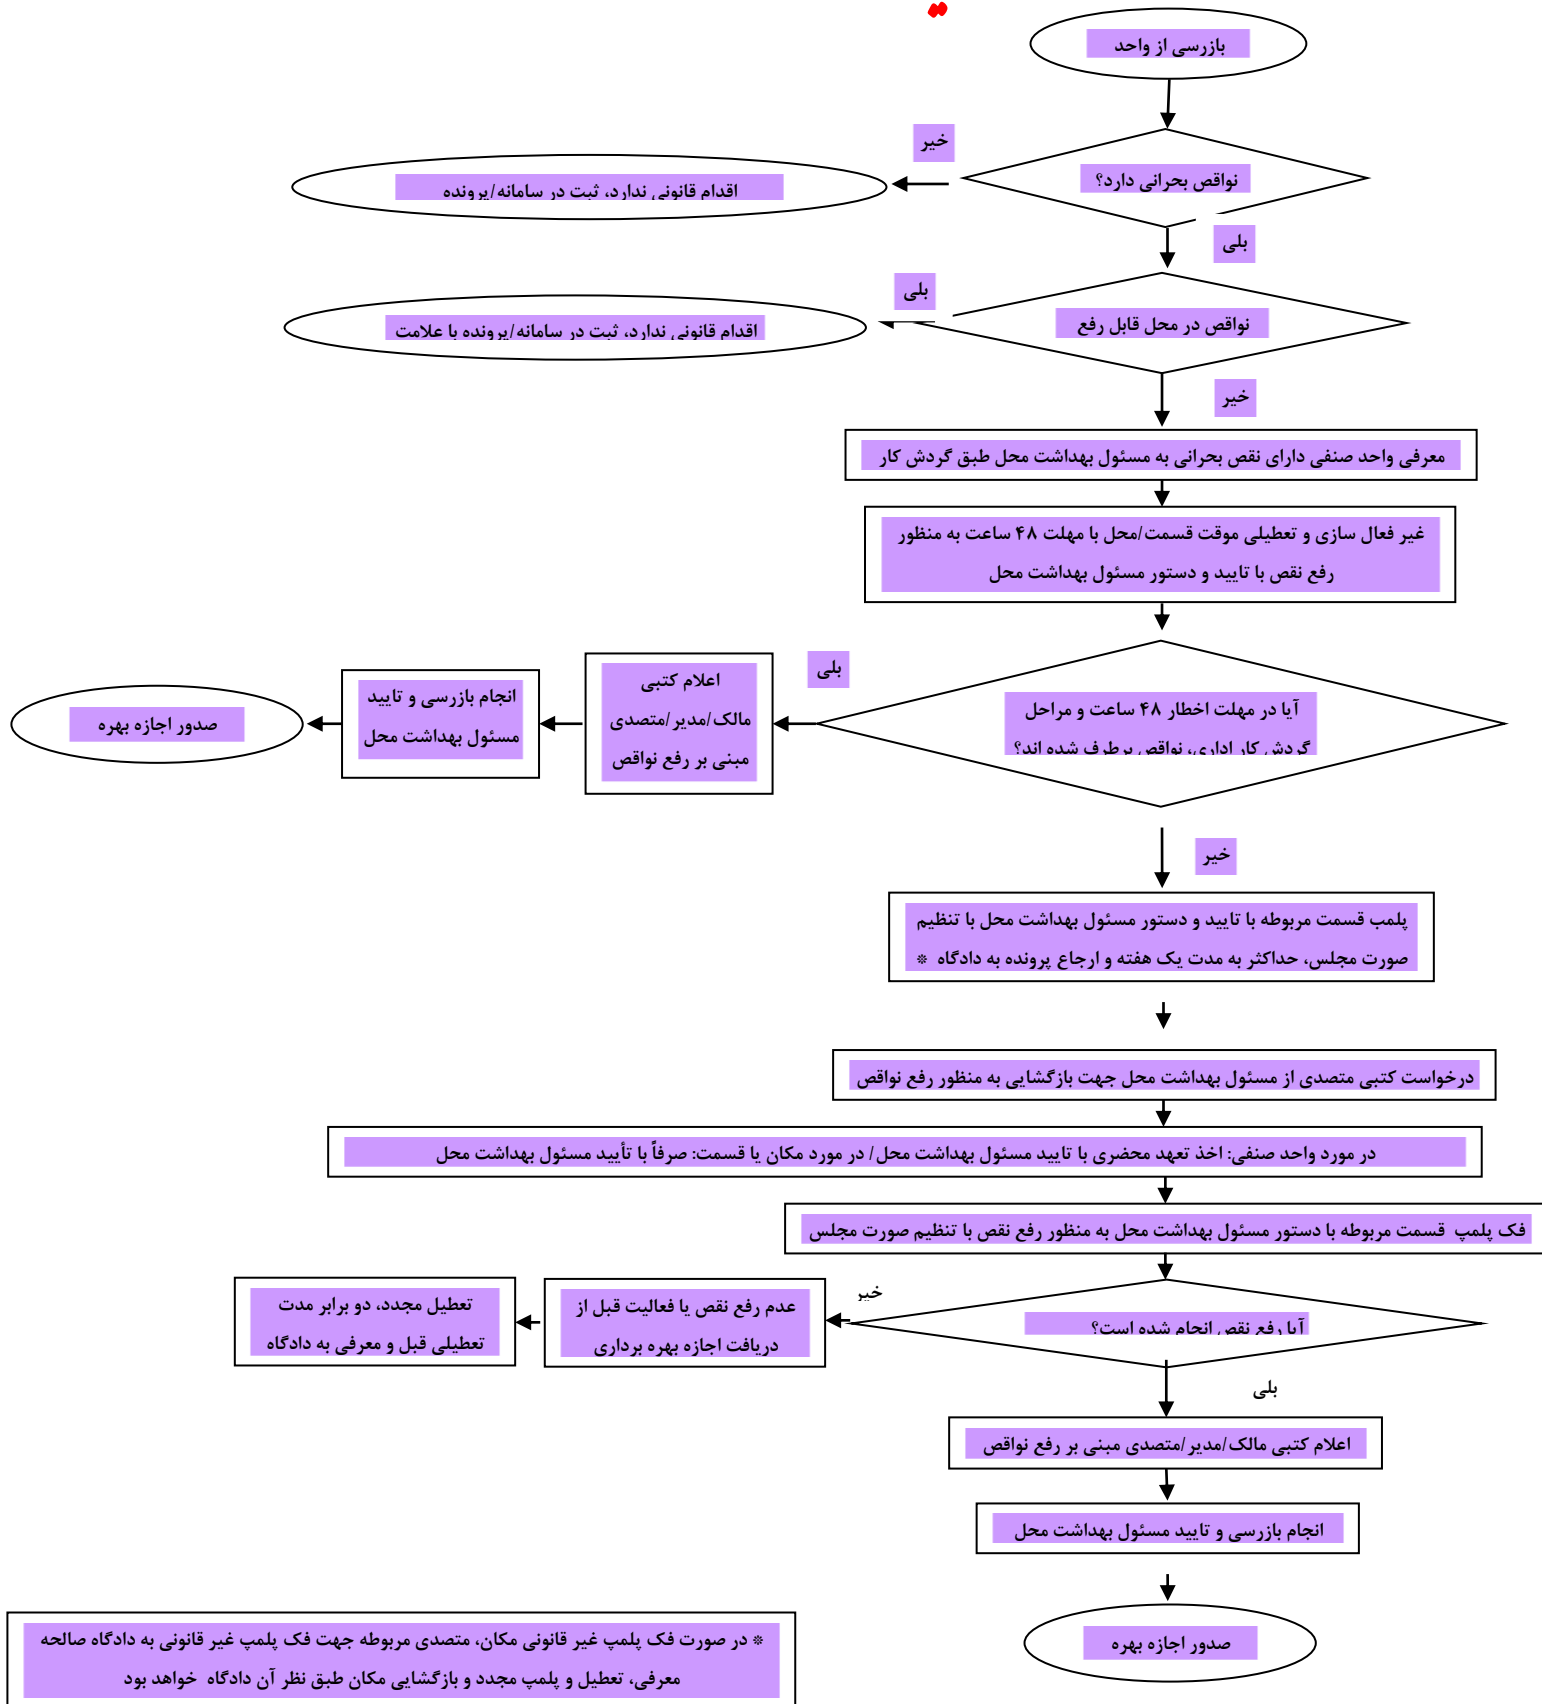 بازرسی از واحد
خیر
نواقص بحرانی دارد؟
اقدام قانونی ندارد، ثبت در سامانه/پرونده
بلی
بلی
نواقص در محل قابل رفع
اقدام قانونی ندارد، ثبت در سامانه/پرونده با علامت
خیر
معرفی واحد صنفی دارای نقص بحرانی به مسئول بهداشت محل طبق گردش کار
غیر فعال سازی و تعطیلی موقت قسمت/محل با مهلت ۴۸ ساعت به منظور
رفع نقص با تایید و دستور مسئول بهداشت محل
آیا در مهلت اخطار ۴۸ ساعت و مراحل
گردش کار اداری، نواقص برطرف شده اند؟
بلی
اعلام کتبی
مالک/مدیر/متصدی
مبنی بر رفع نواقص
انجام بازرسی و تایید
مسئول بهداشت محل
صدور اجازه بهره
خیر
پلمب قسمت مربوطه با تایید و دستور مسئول بهداشت محل با تنظیم
صورت مجلس، حداکثر به مدت یک هفته و ارجاع پرونده به دادگاه *
درخواست کتبی متصدی از مسئول بهداشت محل جهت بازگشایی به منظور رفع نواقص
در مورد واحد صنفی: اخذ تعهد محضری با تایید مسئول بهداشت محل/ در مورد مکان یا قسمت: صرفاً با تأیید مسئول بهداشت محل
فک پلمپ قسمت مربوطه با دستور مسئول بهداشت محل به منظور رفع نقص با تنظیم صورت مجلس
آیا رفع نقص انجام شده است؟
خیر
عدم رفع نقص یا فعالیت قبل از
دریافت اجازه بهره برداری
تعطیل مجدد، دو برابر مدت
تعطیلی قبل و معرفی به دادگاه
بلی
اعلام کتبی مالک/مدیر/متصدی مبنی بر رفع نواقص
انجام بازرسی و تایید مسئول بهداشت محل
صدور اجازه بهره
* در صورت فک پلمپ غیر قانونی مکان، متصدی مربوطه جهت فک پلمپ غیر قانونی به دادگاه صالحه
معرفی، تعطیل و پلمپ مجدد و بازگشایی مکان طبق نظر آن دادگاه خواهد بود